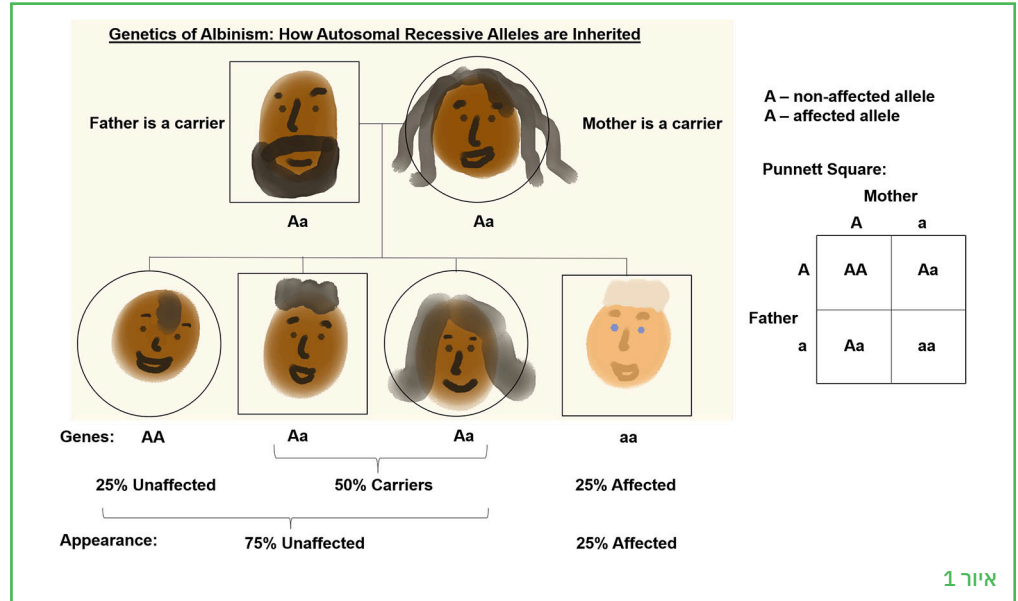 Genetics of Albinism: How Autosomal Recessive Alleles are Inherited
Father is a carrier
Mother is a carrier
Aa
Aa
Genes:
AA
Aa
Aa
aa
25% Unaffected
50% Carriers
25% Affected
Appearance:
75% Unaffected
25% Affected
A – non-affected allele
A – affected allele
Punnett Square:
Mother
A
a
A
AA
Aa
Father
a
Aa
aa
איור 1